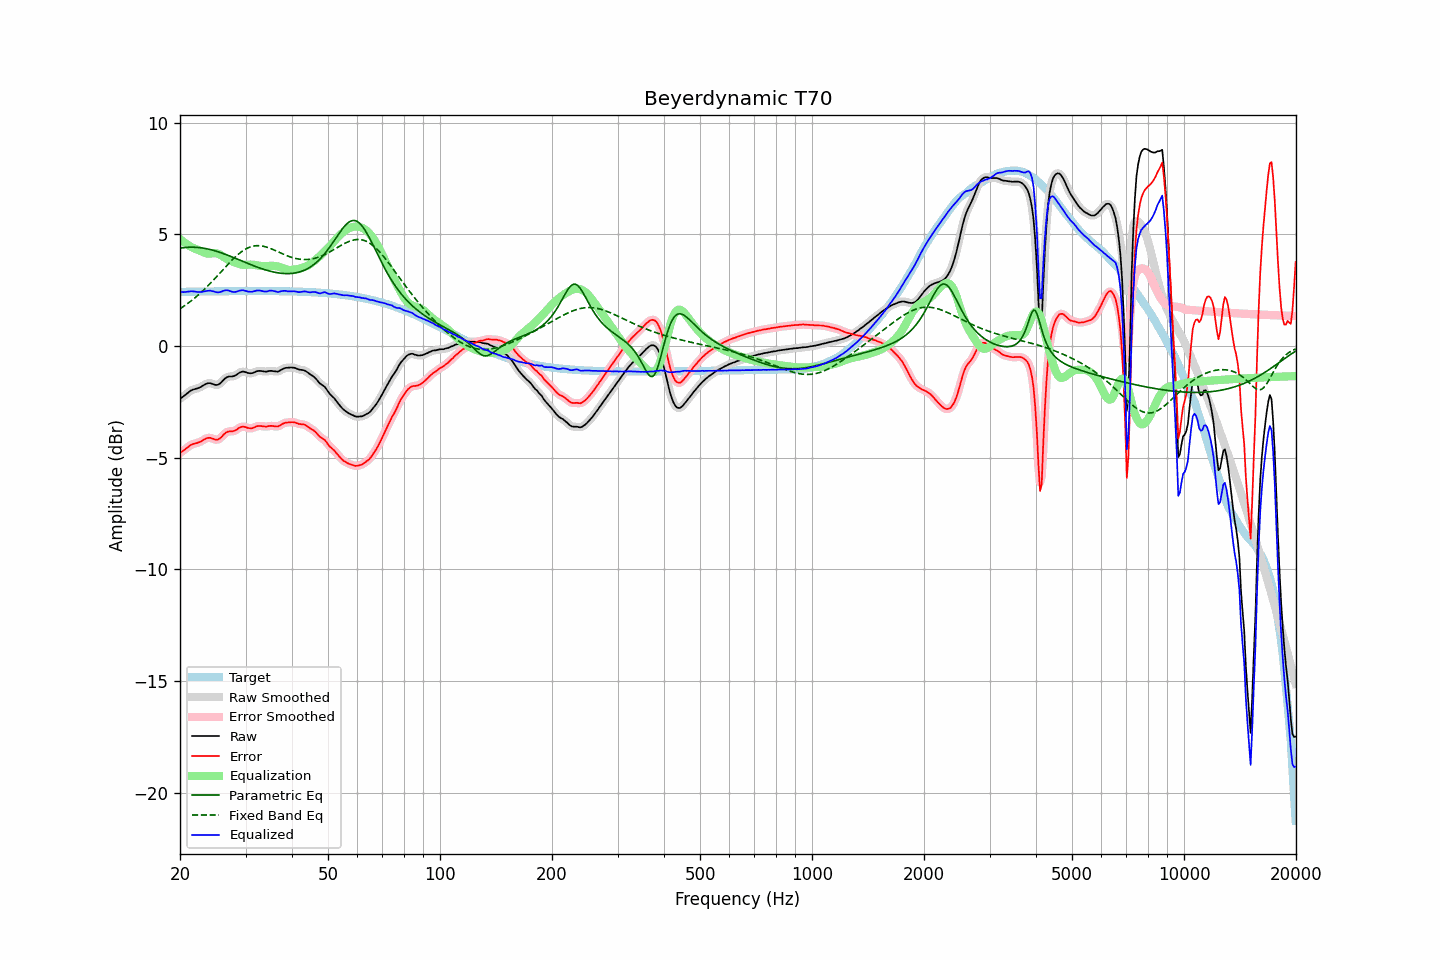 Beyerdynamic T70
Amplitude (dBr)
10
5
0
−5
−10
−15
−20
Target
Raw Smoothed
Error Smoothed
Raw
Error
Equalization
Parametric Eq
Fixed Band Eq
Equalized
20 50 100 200 500 1000 2000 5000 10000 20000
Frequency (Hz)